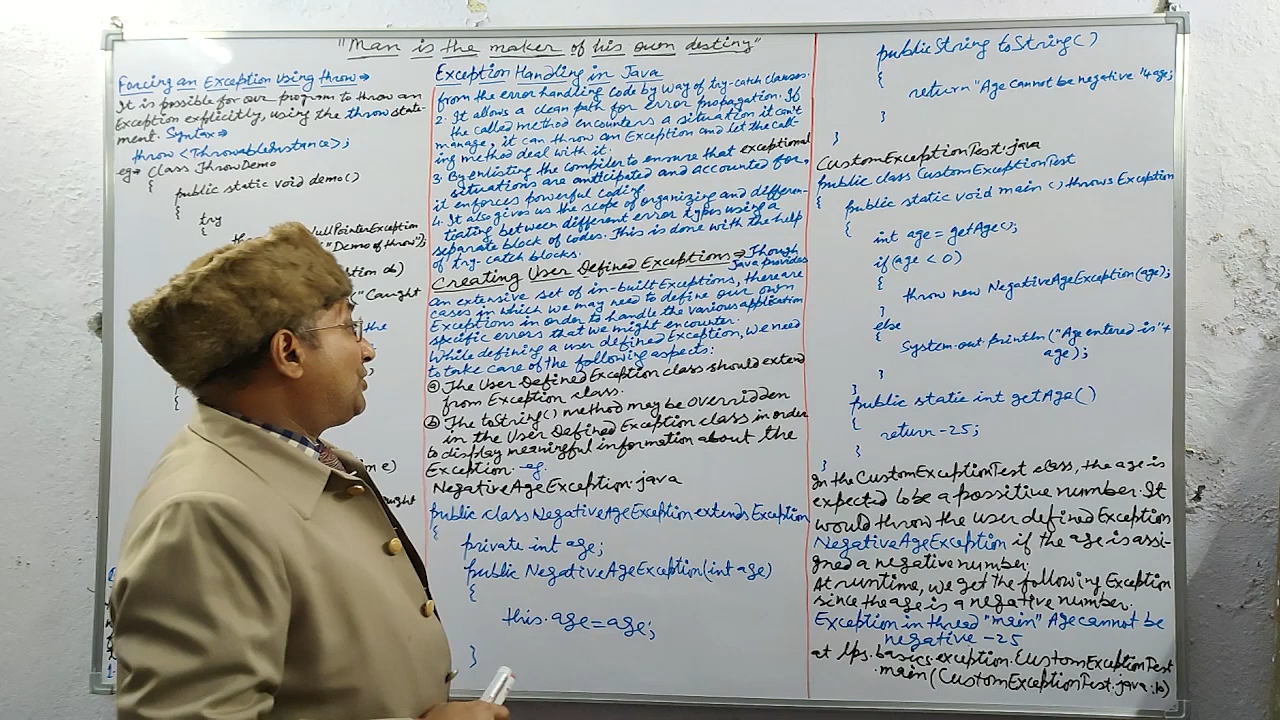 "Man is the maker of his own destiny"
Forcing an Exception Using throw⇒
It is possible for our program to throw an
Exception explicitly, using the throw state-
ment. Syntax⇒
throw <ThrowableInstance>;
eg→ Class ThrowDemo
{
public static void demo()
{
try
{
NullPointerException
("Demo of throw");
"Caught
the
e)
Exception Handling in Java
from the error handling code by way of try-catch clauses.
2. It allows a clean path for error propagation. If
the called method encounters a situation it can't
manage, it can throw an Exception and let the call-
ing method deal with it.
3. By enlisting the compiler to ensure that exceptional
situations are anticipated and accounted for,
it enforces powerful coding.
4. It also gives us the scope of organizing and differen-
tiating between different error types using a
separate block of codes. This is done with the help
of try-catch blocks.
Creating User Defined Exceptions ⇒ Though
Java provides
an extensive set of in-built Exceptions, there are
cases in which we may need to define our own
Exceptions in order to handle the various application
specific errors that we might encounter.
While defining a user defined Exception, we need
to take care of the following aspects:
ⓐ The User Defined Exception class should extend
from Exception class.
ⓑ The toString() method may be overridden
in the User Defined Exception class in order
to display meaningful information about the
Exception. eg.
NegativeAgeException.java
public class NegativeAgeException extends Exception
{
private int age;
public NegativeAgeException(int age)
{
this.age=age;
}
public String toString()
{
return "Age cannot be negative "+age;
}
}
CustomExceptionTest.java
public class CustomExceptionTest
{
public static void main () throws Exception
{
int age=getAge();
if(age < 0)
{
throw new NegativeAgeException(age);
}
else
{
System.out.println("Age entered is"+
age);
}
}
public static int getAge()
{
return -25;
}
}
In the CustomExceptionTest class, the age is
expected to be a possitive number. It
would throw the user defined Exception
NegativeAgeException if the age is assi-
gned a negative number.
At runtime, we get the following Exception
since the age is a negative number.
Exception in thread "main" Age cannot be
negative -25
at lps.basics.exception.CustomExceptionTest
.main(CustomExceptionTest.java:10)